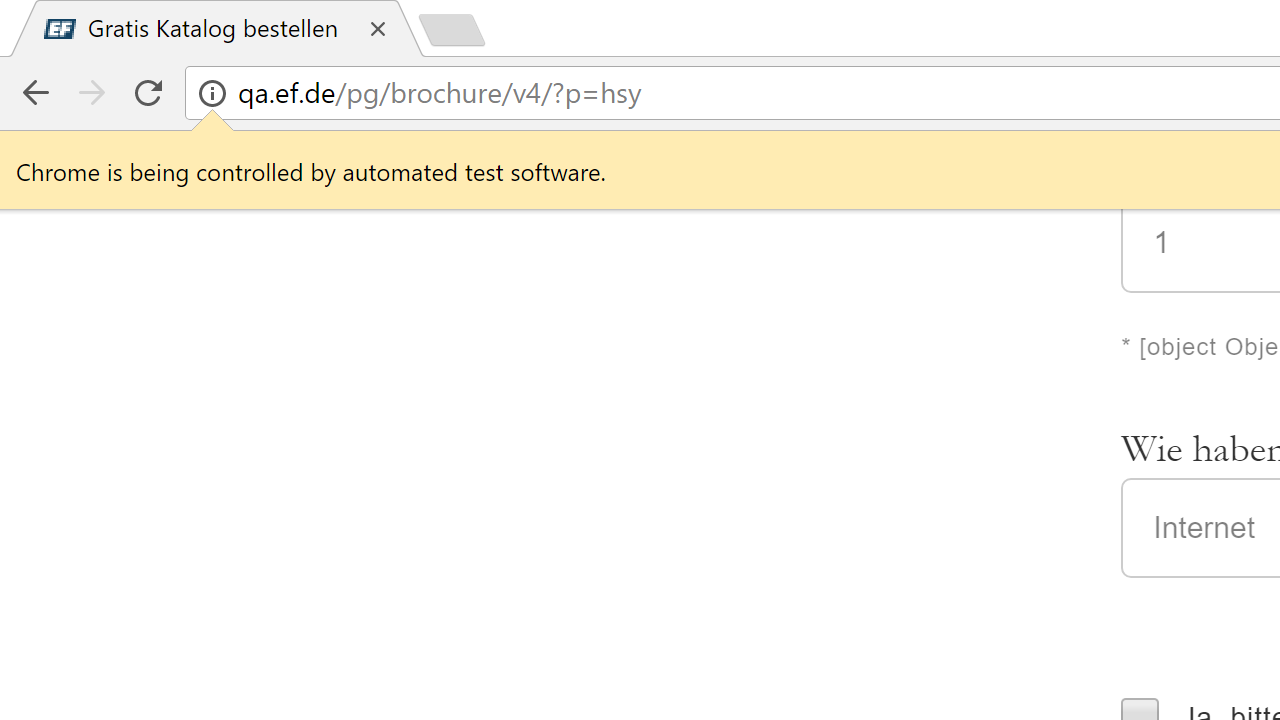 EF Gratis Katalog bestellen
qa.ef.de/pg/brochure/v4/?p=hsy
Chrome is being controlled by automated test software.
1
* [object Obje
Wie haben
Internet
Ja, bitte